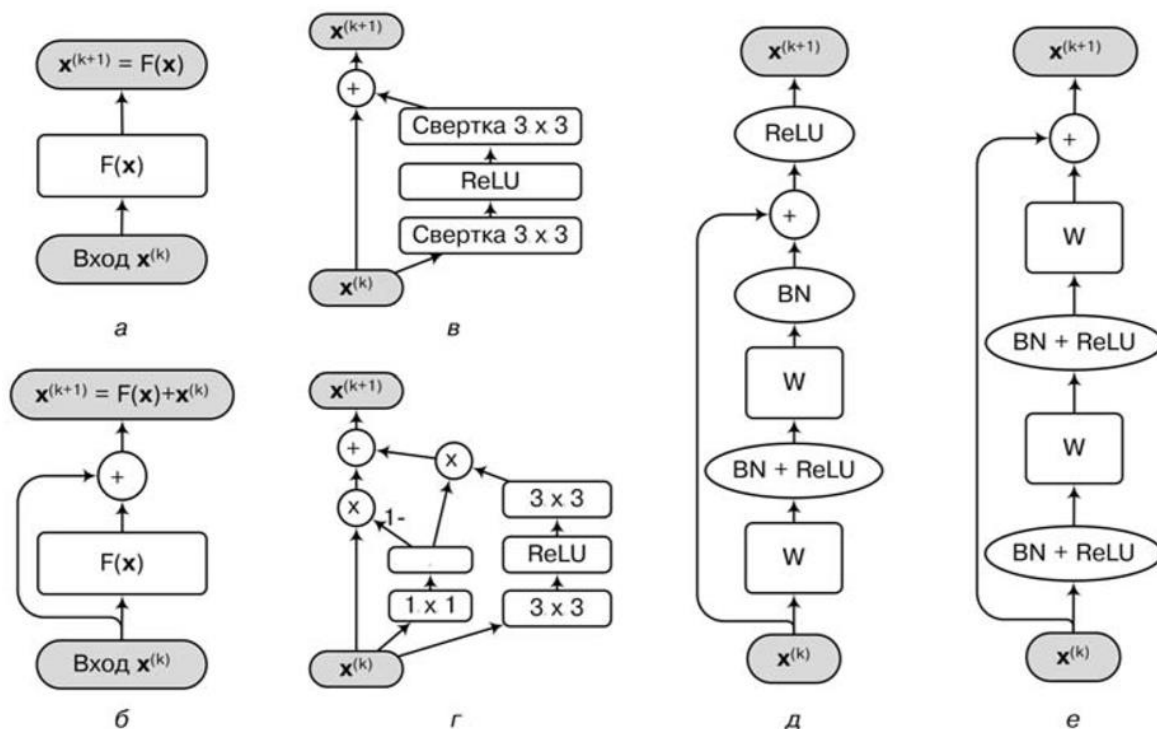 x^(k+1) = F(x)
F(x)
Вход x^(k)
а
x^(k+1)
+
Свертка 3 x 3
ReLU
Свертка 3 x 3
x^(k)
в
x^(k+1) = F(x)+x^(k)
+
F(x)
Вход x^(k)
б
x^(k+1)
+
x
x
1-
3 x 3
ReLU
1 x 1
3 x 3
x^(k)
г
x^(k+1)
ReLU
+
BN
W
BN + ReLU
W
x^(k)
д
x^(k+1)
+
W
BN + ReLU
W
BN + ReLU
x^(k)
е